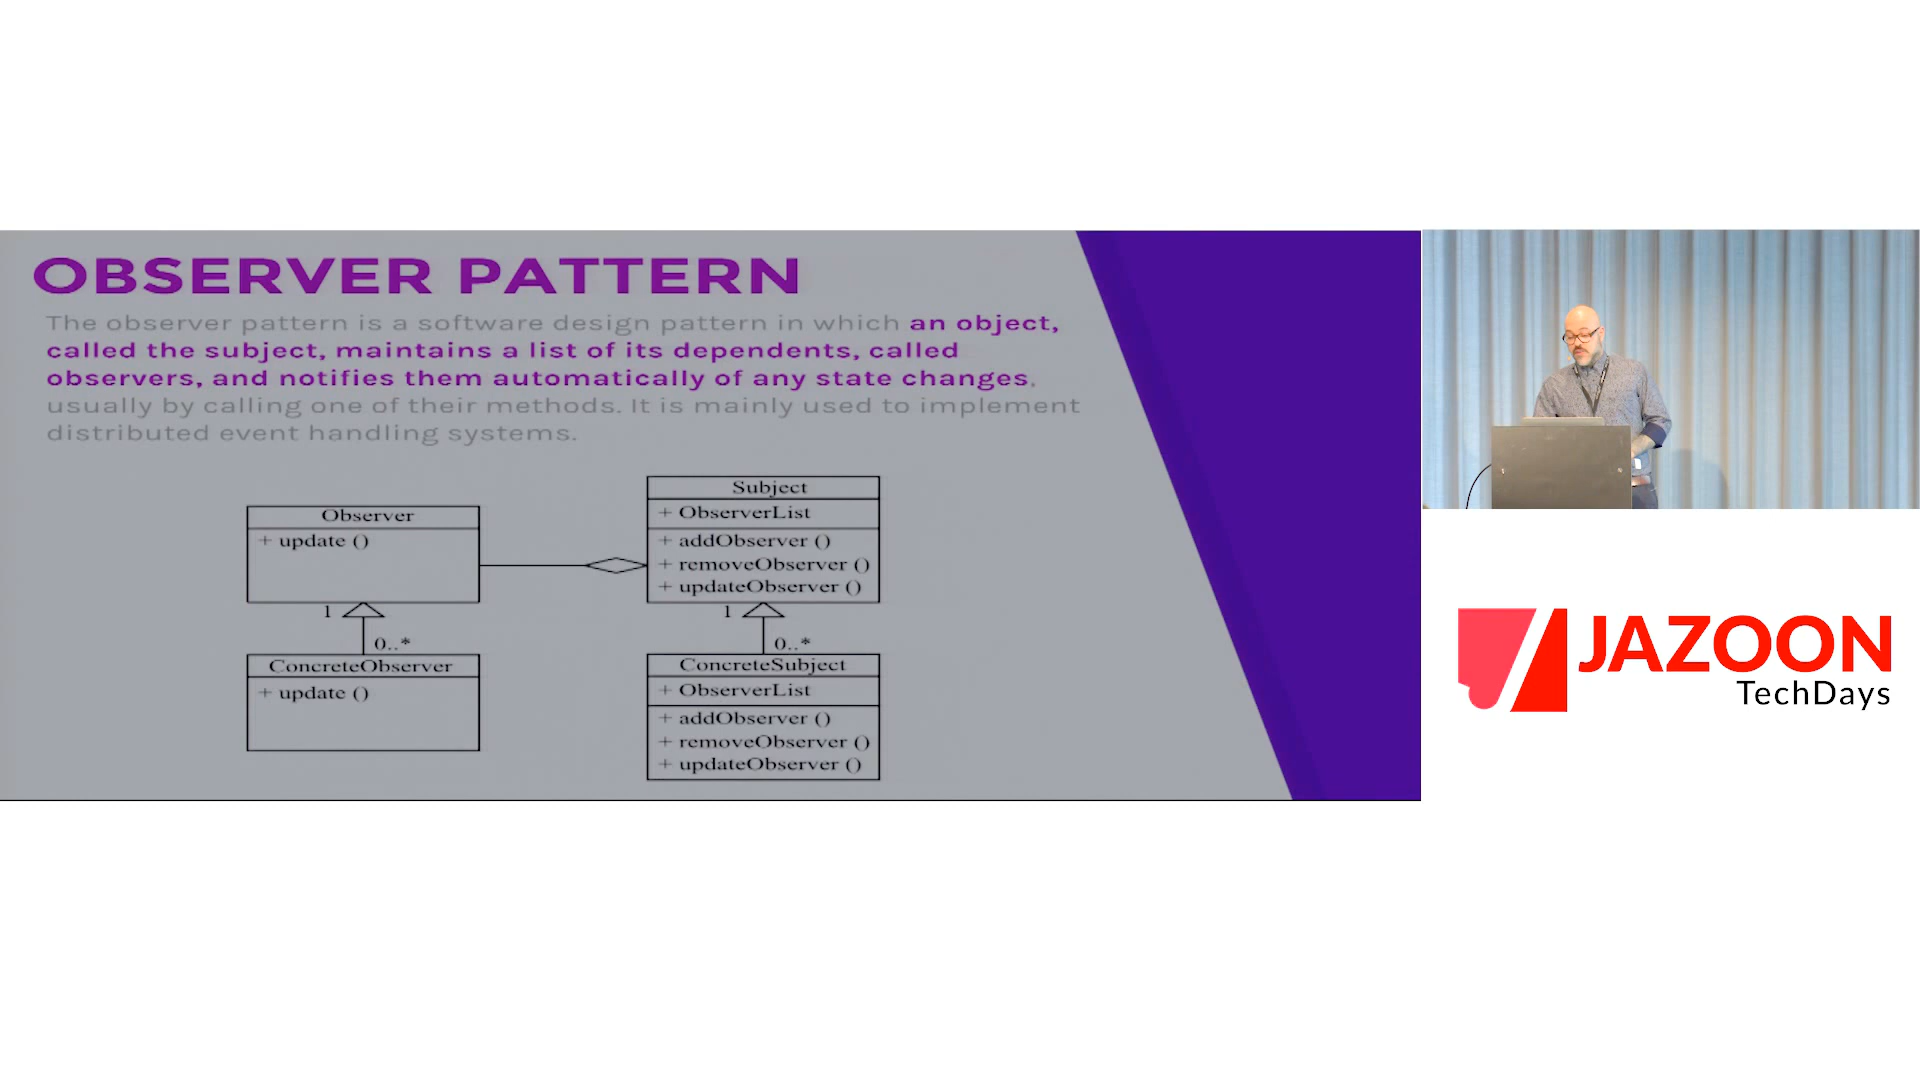 OBSERVER PATTERN
The observer pattern is a software design pattern in which an object,
called the subject, maintains a list of its dependents, called
observers, and notifies them automatically of any state changes,
usually by calling one of their methods. It is mainly used to implement
distributed event handling systems.
Observer
+ update ()
1
0..*
ConcreteObserver
+ update ()
Subject
+ ObserverList
+ addObserver ()
+ removeObserver ()
+ updateObserver ()
1
0..*
ConcreteSubject
+ ObserverList
+ addObserver ()
+ removeObserver ()
+ updateObserver ()
JAZOON
TechDays